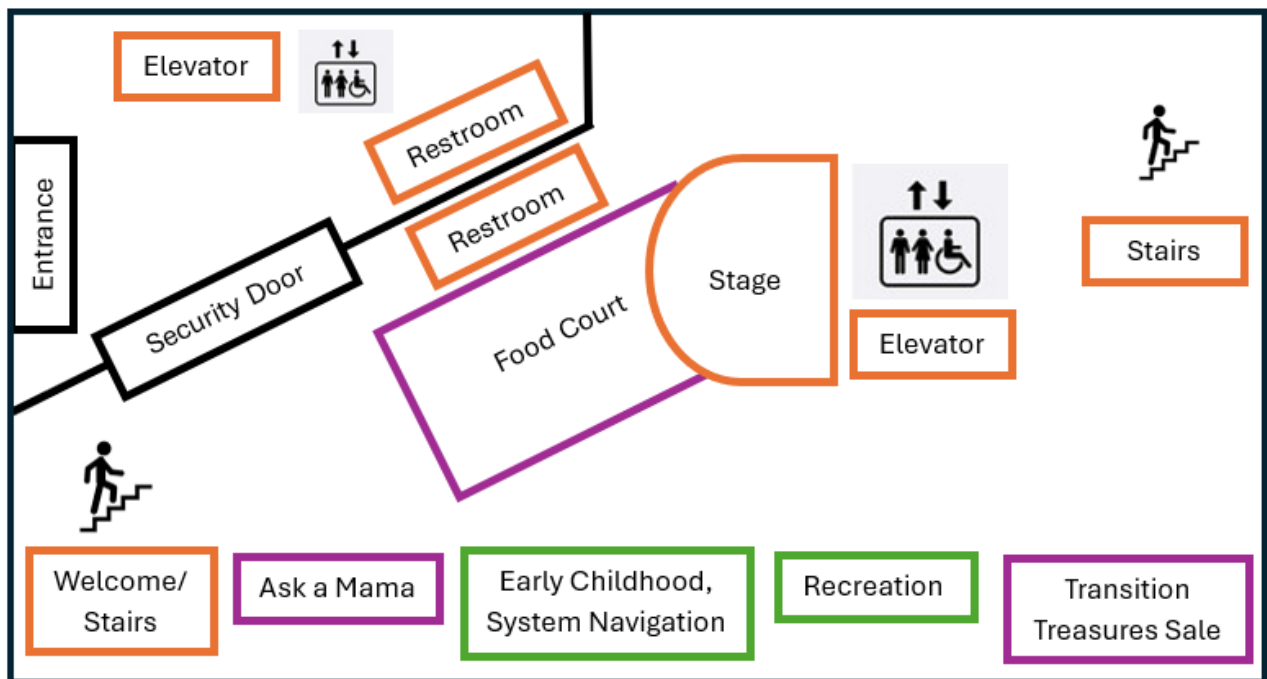 Elevator
Restroom
Restroom
Entrance
Security Door
Food Court
Stage
Elevator
Stairs
Welcome/
Stairs
Ask a Mama
Early Childhood,
System Navigation
Recreation
Transition
Treasures Sale